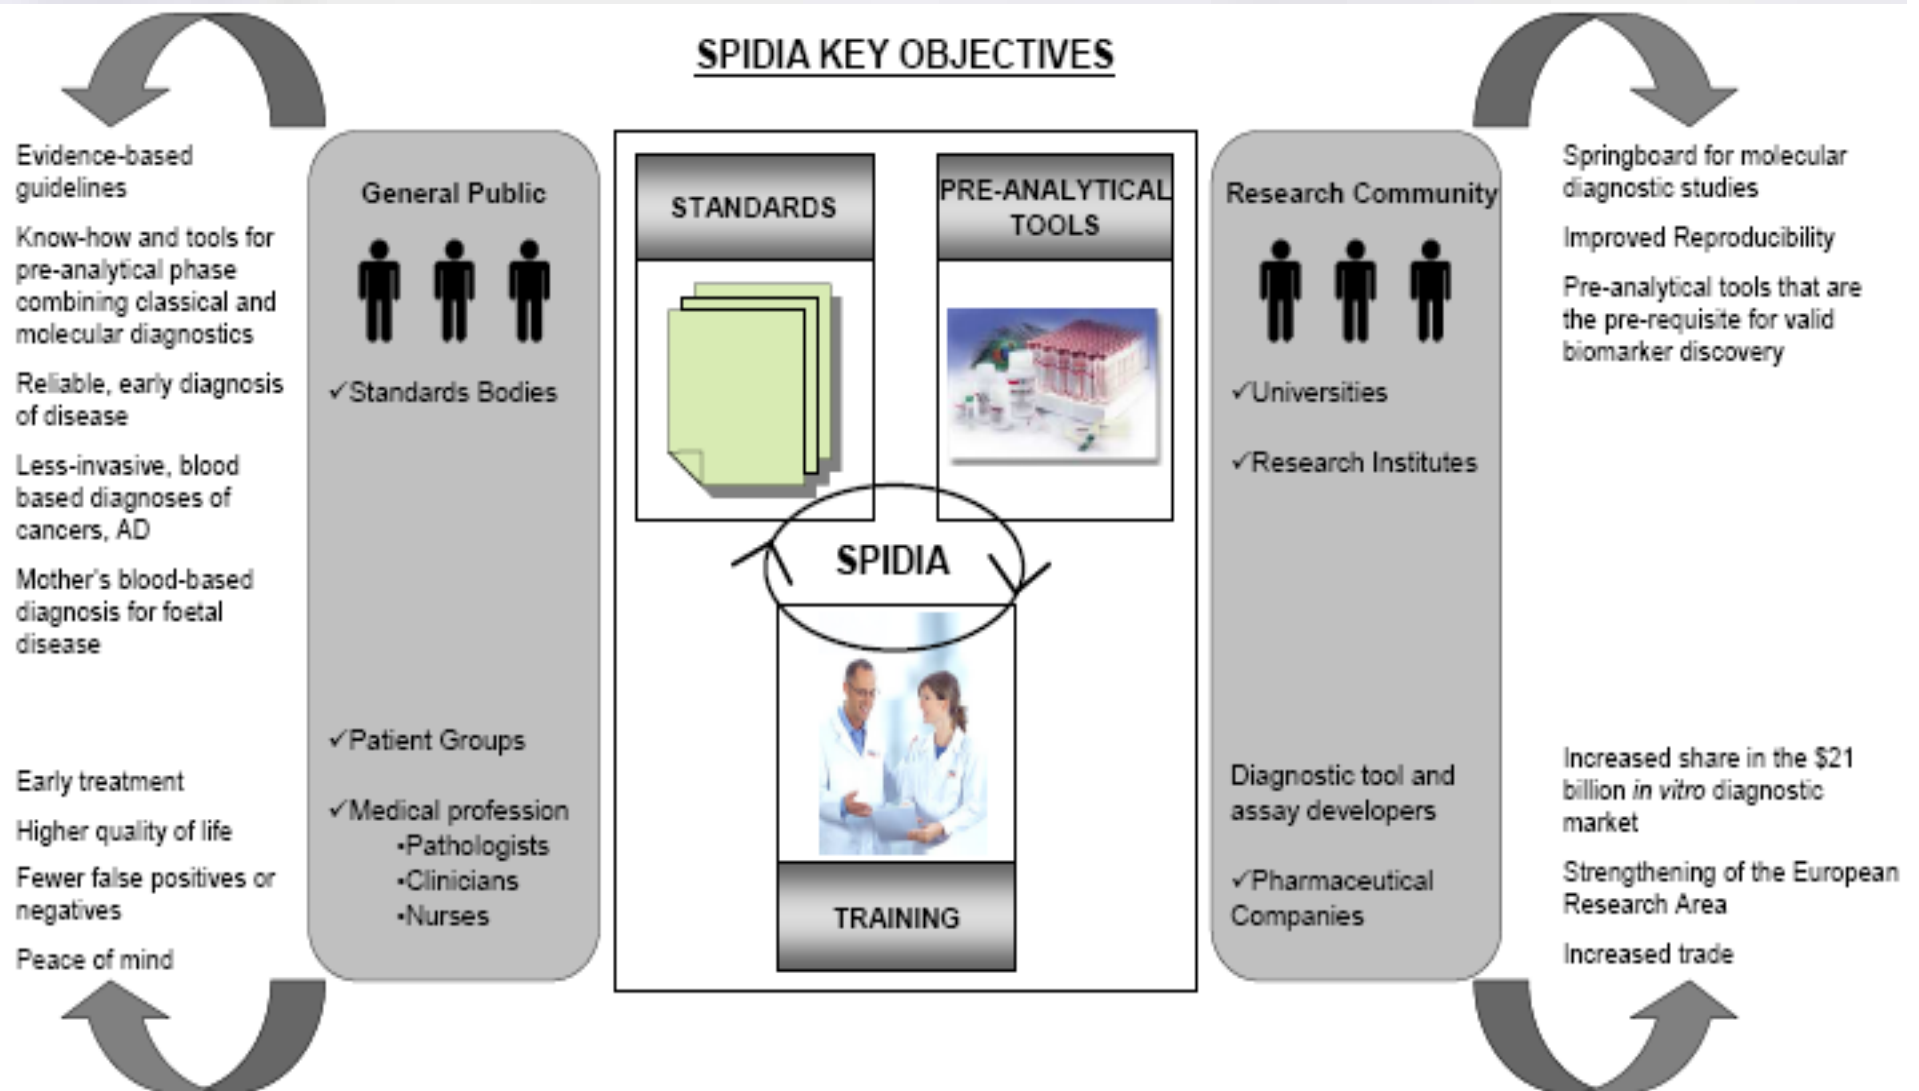 SPIDIA KEY OBJECTIVES
Evidence-based
guidelines
Know-how and tools for
pre-analytical phase
combining classical and
molecular diagnostics
Reliable, early diagnosis
of disease
Less-invasive, blood
based diagnoses of
cancers, AD
Mother's blood-based
diagnosis for foetal
disease
Early treatment
Higher quality of life
Fewer false positives or
negatives
Peace of mind
General Public
✓Standards Bodies
✓Patient Groups
✓Medical profession
•Pathologists
•Clinicians
•Nurses
STANDARDS
PRE-ANALYTICAL
TOOLS
SPIDIA
TRAINING
Research Community
✓Universities
✓Research Institutes
Diagnostic tool and
assay developers
✓Pharmaceutical
Companies
Springboard for molecular
diagnostic studies
Improved Reproducibility
Pre-analytical tools that are
the pre-requisite for valid
biomarker discovery
Increased share in the $21
billion in vitro diagnostic
market
Strengthening of the European
Research Area
Increased trade